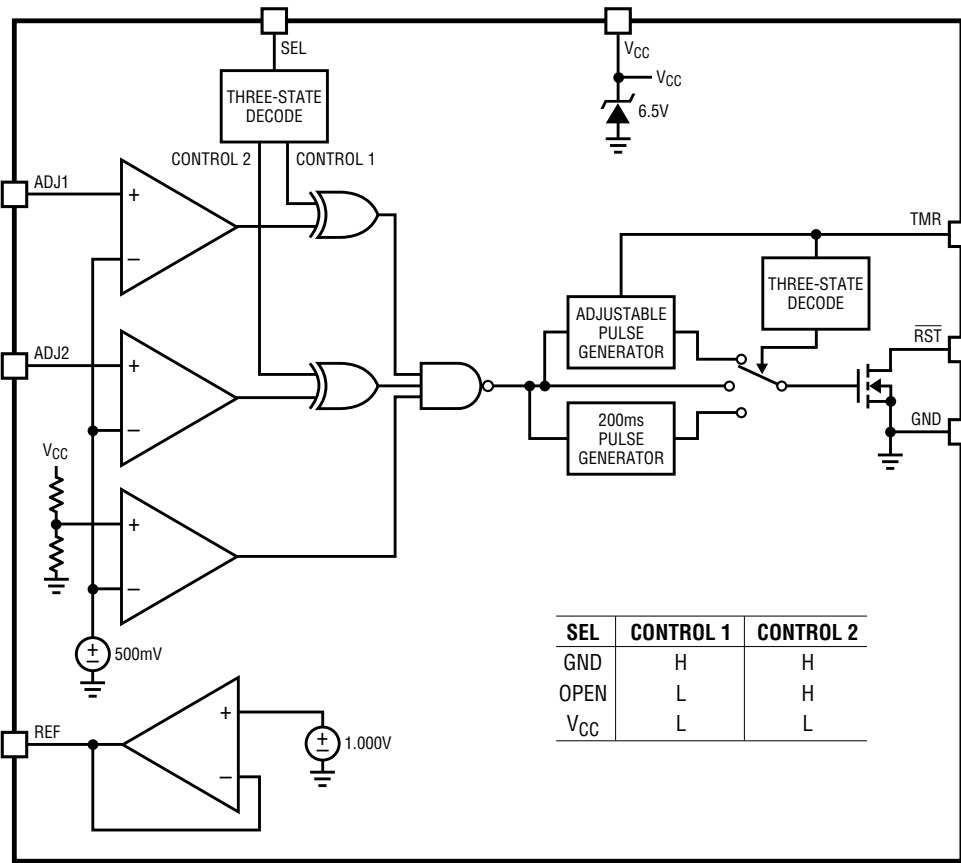 SEL
V_CC
THREE-STATE
DECODE
V_CC
6.5V
CONTROL 2
CONTROL 1
ADJ1
+
–
TMR
THREE-STATE
DECODE
ADJUSTABLE
PULSE
GENERATOR
RST
ADJ2
+
–
200ms
PULSE
GENERATOR
GND
V_CC
+
–
+
–
500mV
SEL CONTROL 1 CONTROL 2
GND H H
OPEN L H
V_CC L L
REF
+
–
+
–
1.000V